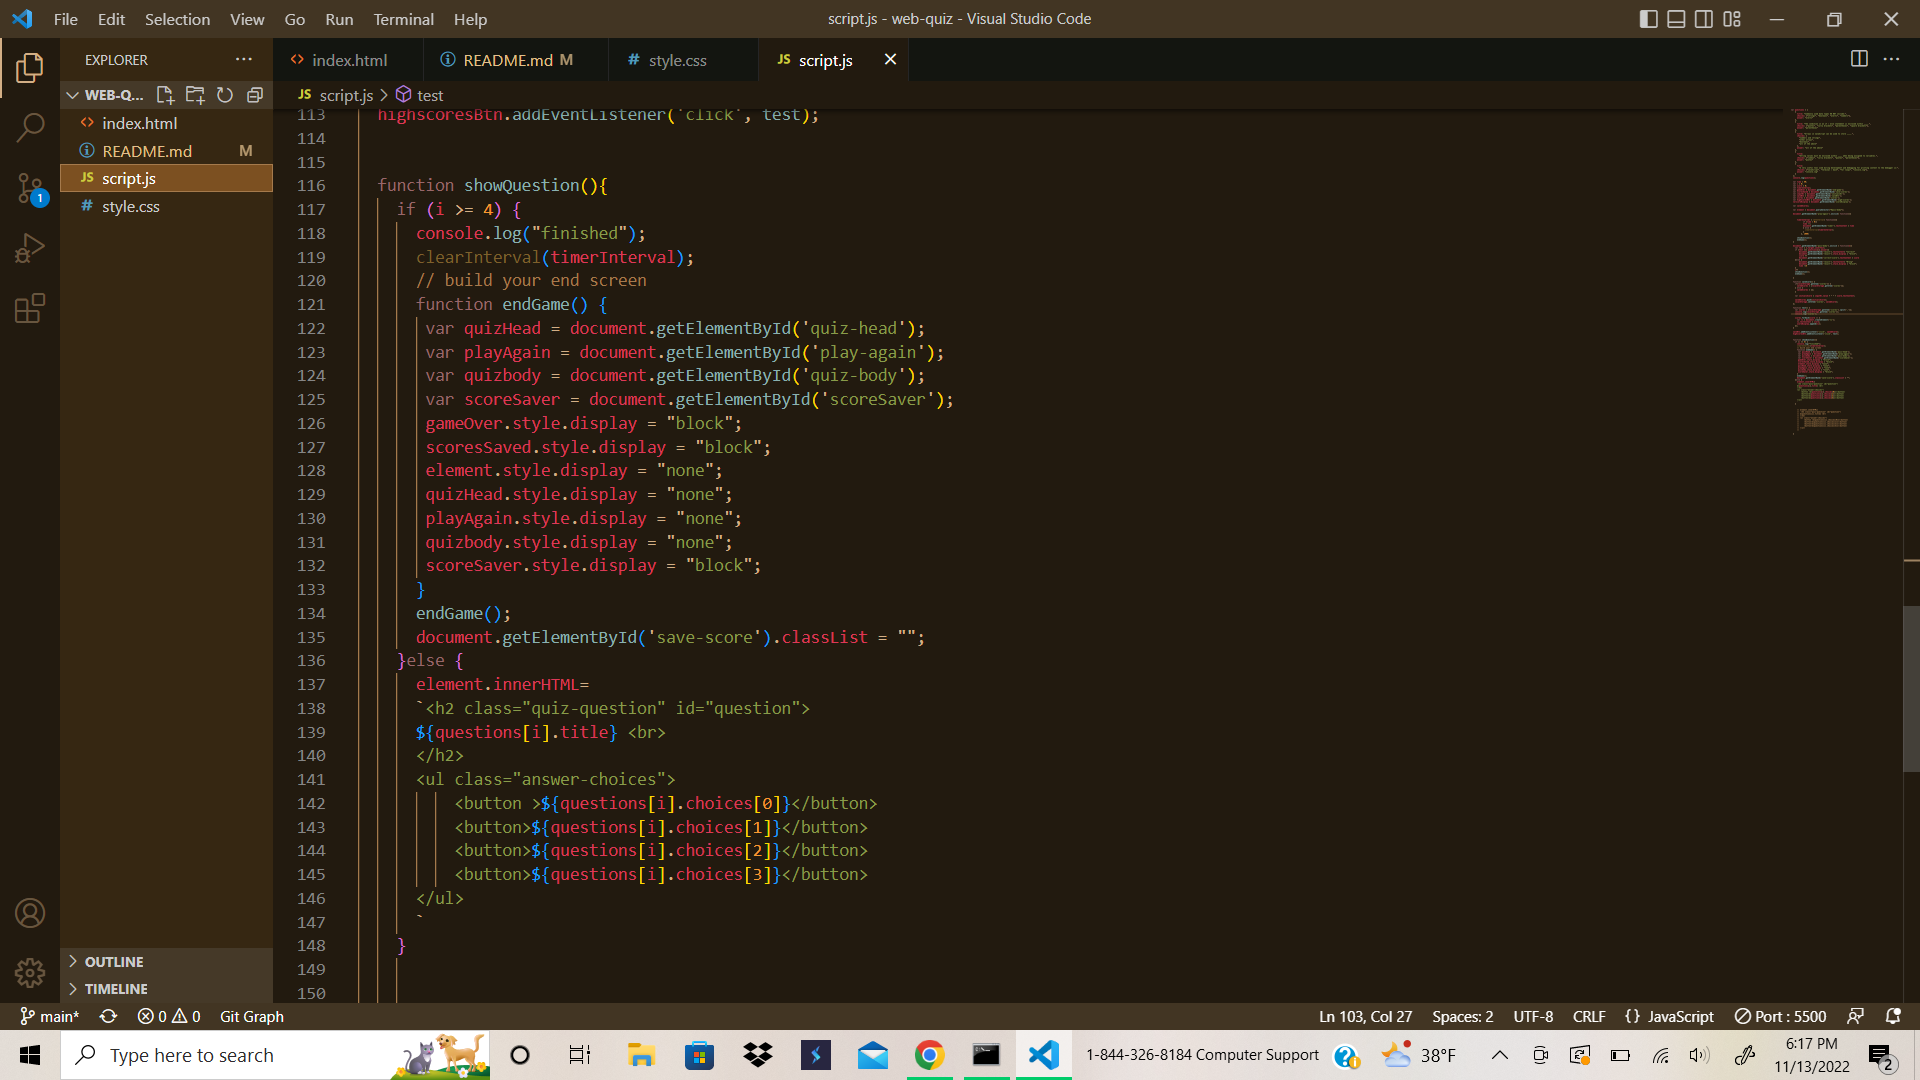 File Edit Selection View Go Run Terminal Help
script.js - web-quiz - Visual Studio Code
EXPLORER
index.html
README.md M
style.css
JS script.js
WEB-Q...
JS script.js > test
index.html
README.md M
JS script.js
style.css
113 highscoresBtn.addEventListener('click', test);
114
115
116 function showQuestion(){
117 if (i >= 4) {
118 console.log("finished");
119 clearInterval(timerInterval);
120 // build your end screen
121 function endGame() {
122 var quizHead = document.getElementById('quiz-head');
123 var playAgain = document.getElementById('play-again');
124 var quizbody = document.getElementById('quiz-body');
125 var scoreSaver = document.getElementById('scoreSaver');
126 gameOver.style.display = "block";
127 scoresSaved.style.display = "block";
128 element.style.display = "none";
129 quizHead.style.display = "none";
130 playAgain.style.display = "none";
131 quizbody.style.display = "none";
132 scoreSaver.style.display = "block";
133 }
134 endGame();
135 document.getElementById('save-score').classList = "";
136 }else {
137 element.innerHTML=
138 `<h2 class="quiz-question" id="question">
139 ${questions[i].title} <br>
140 </h2>
141 <ul class="answer-choices">
142 <button >${questions[i].choices[0]}</button>
143 <button>${questions[i].choices[1]}</button>
144 <button>${questions[i].choices[2]}</button>
145 <button>${questions[i].choices[3]}</button>
146 </ul>
147 `
148 }
149
150
1
OUTLINE
TIMELINE
main* 0 0 Git Graph
Ln 103, Col 27 Spaces: 2 UTF-8 CRLF {} JavaScript Port : 5500
Type here to search
1-844-326-8184 Computer Support
38°F
6:17 PM
11/13/2022
2